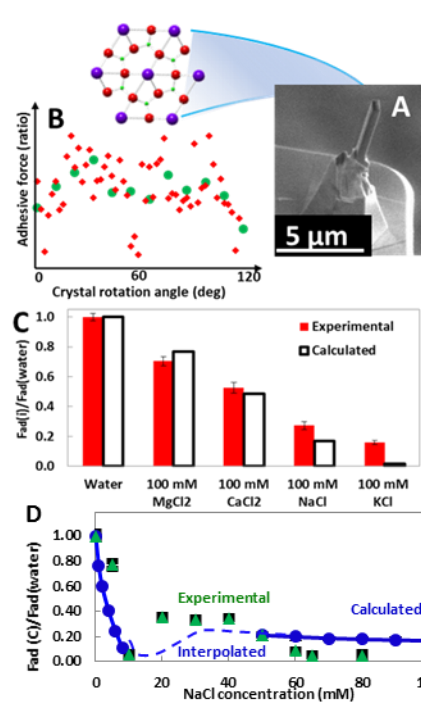 A
5 µm
B
Adhesive force (ratio)
0
60
120
Crystal rotation angle (deg)
C
Fad(i)/Fad(water)
1.0
0.8
0.6
0.4
0.2
0.0
Experimental
Calculated
Water
100 mM MgCl2
100 mM CaCl2
100 mM NaCl
100 mM KCl
D
Fad (C)/Fad(water)
1.00
0.80
0.60
0.40
0.20
0.00
Experimental
Calculated
Interpolated
0
20
40
60
80
NaCl concentration (mM)